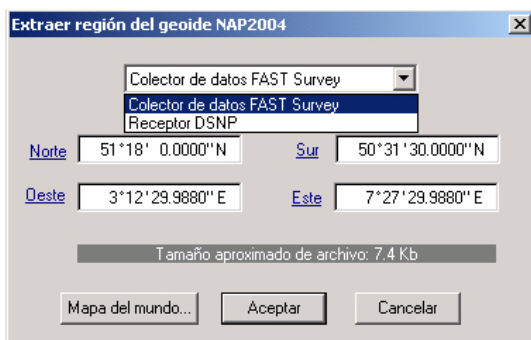 Extraer región del geoide NAP2004
Colector de datos FAST Survey
Colector de datos FAST Survey
Receptor DSNP
Norte 51°18' 0.0000"N Sur 50°31'30.0000"N
Oeste 3°12'29.9880"E Este 7°27'29.9880"E
Tamaño aproximado de archivo: 7.4 Kb
Mapa del mundo... Aceptar Cancelar